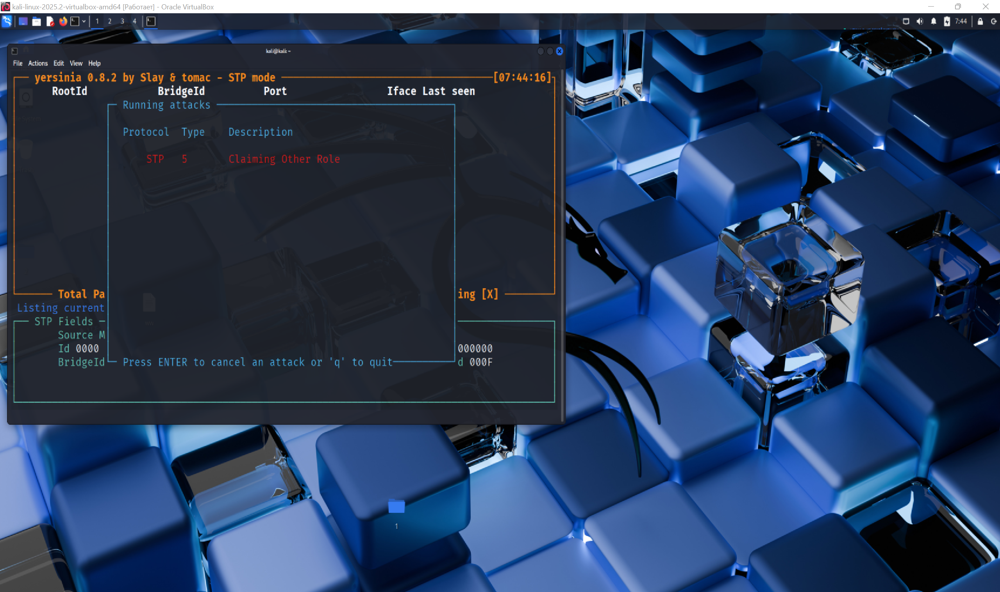 kali-linux-2025.2-virtualbox-amd64 [Работает] - Oracle VirtualBox
1 2 3 4
7:44
kali@kali: ~
File Actions Edit View Help
yersinia 0.8.2 by Slay & tomac - STP mode [07:44:16]
RootId BridgeId Port Iface Last seen
Running attacks
Protocol Type Description
STP 5 Claiming Other Role
Total Pa ing [X]
Listing current
STP Fields
Source M
Id 0000 000000
BridgeId d 000F
Press ENTER to cancel an attack or 'q' to quit
1